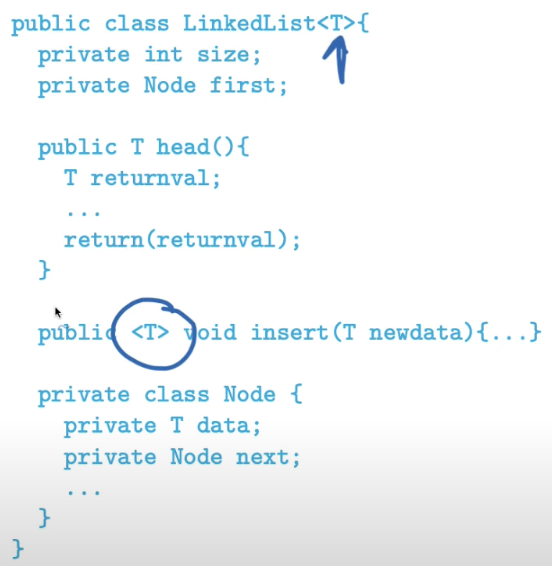 public class LinkedList<T>{
private int size;
private Node first;
public T head(){
T returnval;
...
return(returnval);
}
public <T> void insert(T newdata){...}
private class Node {
private T data;
private Node next;
...
}
}